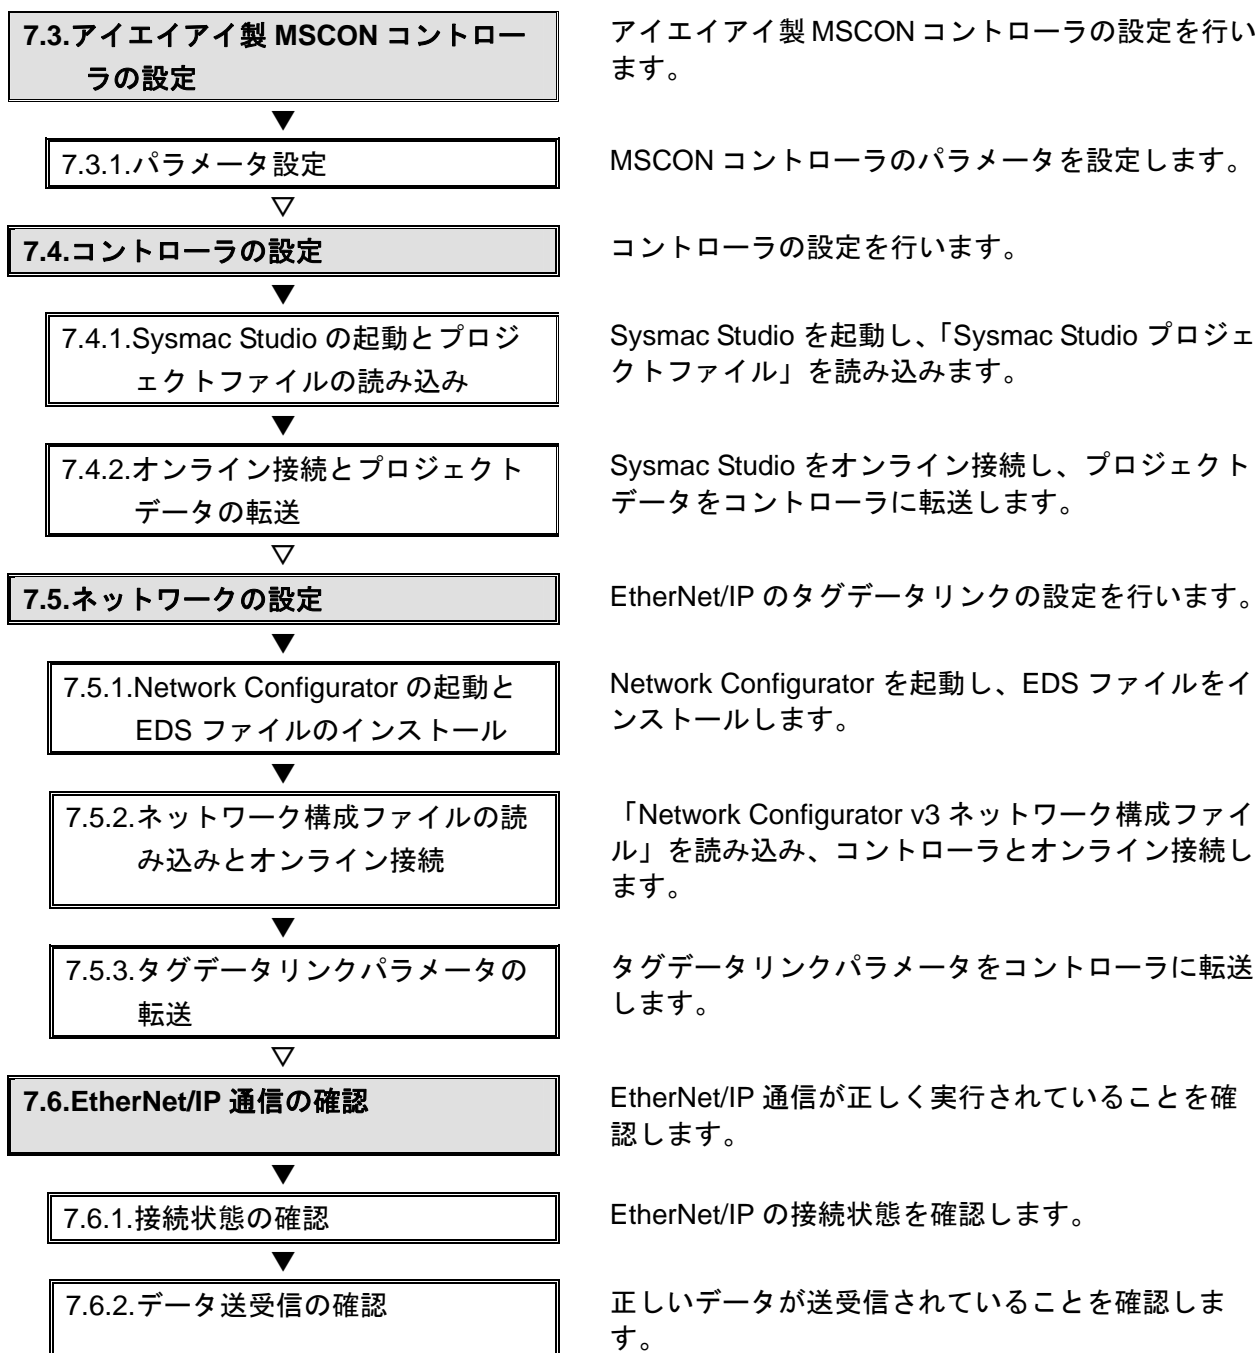 7.3.アイエイアイ製 MSCON コントロー
ラの設定
アイエイアイ製 MSCON コントローラの設定を行い
ます。
▼
7.3.1.パラメータ設定
MSCON コントローラのパラメータを設定します。
▽
7.4.コントローラの設定
コントローラの設定を行います。
▼
7.4.1.Sysmac Studio の起動とプロジ
ェクトファイルの読み込み
Sysmac Studio を起動し、「Sysmac Studio プロジェ
クトファイル」を読み込みます。
▼
7.4.2.オンライン接続とプロジェクト
データの転送
Sysmac Studio をオンライン接続し、プロジェクト
データをコントローラに転送します。
▽
7.5.ネットワークの設定
EtherNet/IP のタグデータリンクの設定を行います。
▼
7.5.1.Network Configurator の起動と
EDS ファイルのインストール
Network Configurator を起動し、EDS ファイルをイ
ンストールします。
▼
7.5.2.ネットワーク構成ファイルの読
み込みとオンライン接続
「Network Configurator v3 ネットワーク構成ファイ
ル」を読み込み、コントローラとオンライン接続し
ます。
▼
7.5.3.タグデータリンクパラメータの
転送
タグデータリンクパラメータをコントローラに転送
します。
▽
7.6.EtherNet/IP 通信の確認
EtherNet/IP 通信が正しく実行されていることを確
認します。
▼
7.6.1.接続状態の確認
EtherNet/IP の接続状態を確認します。
▼
7.6.2.データ送受信の確認
正しいデータが送受信されていることを確認しま
す。